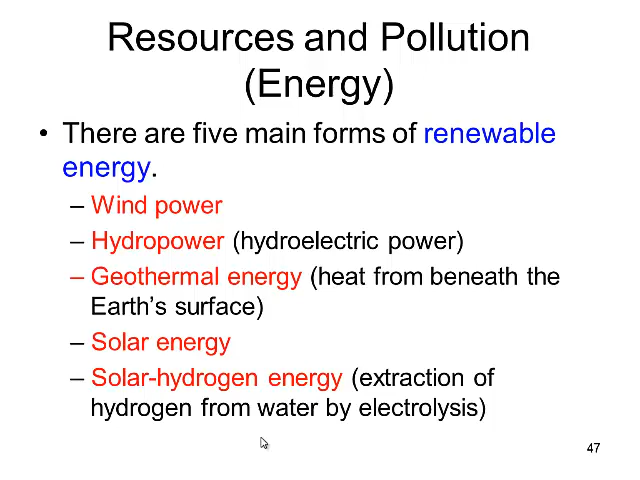 Resources and Pollution
(Energy)
• There are five main forms of renewable
energy.
– Wind power
– Hydropower (hydroelectric power)
– Geothermal energy (heat from beneath the
Earth's surface)
– Solar energy
– Solar-hydrogen energy (extraction of
hydrogen from water by electrolysis)
47